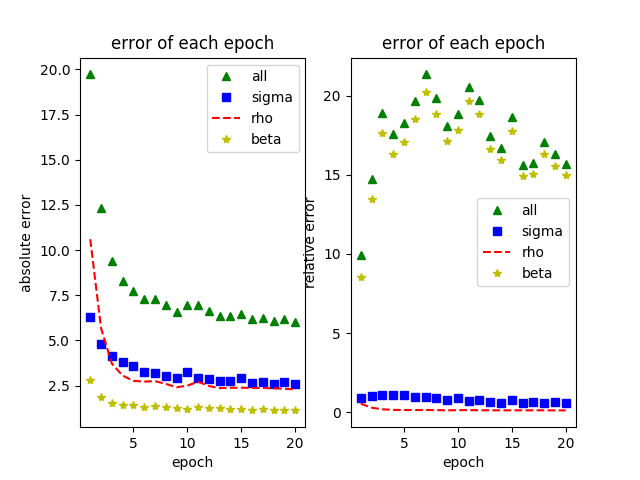 error of each epoch
20.0
17.5
15.0
12.5
10.0
7.5
5.0
2.5
absolute error
5
10
15
20
epoch
all
sigma
rho
beta
error of each epoch
20
15
10
5
0
relative error
5
10
15
20
epoch
all
sigma
rho
beta